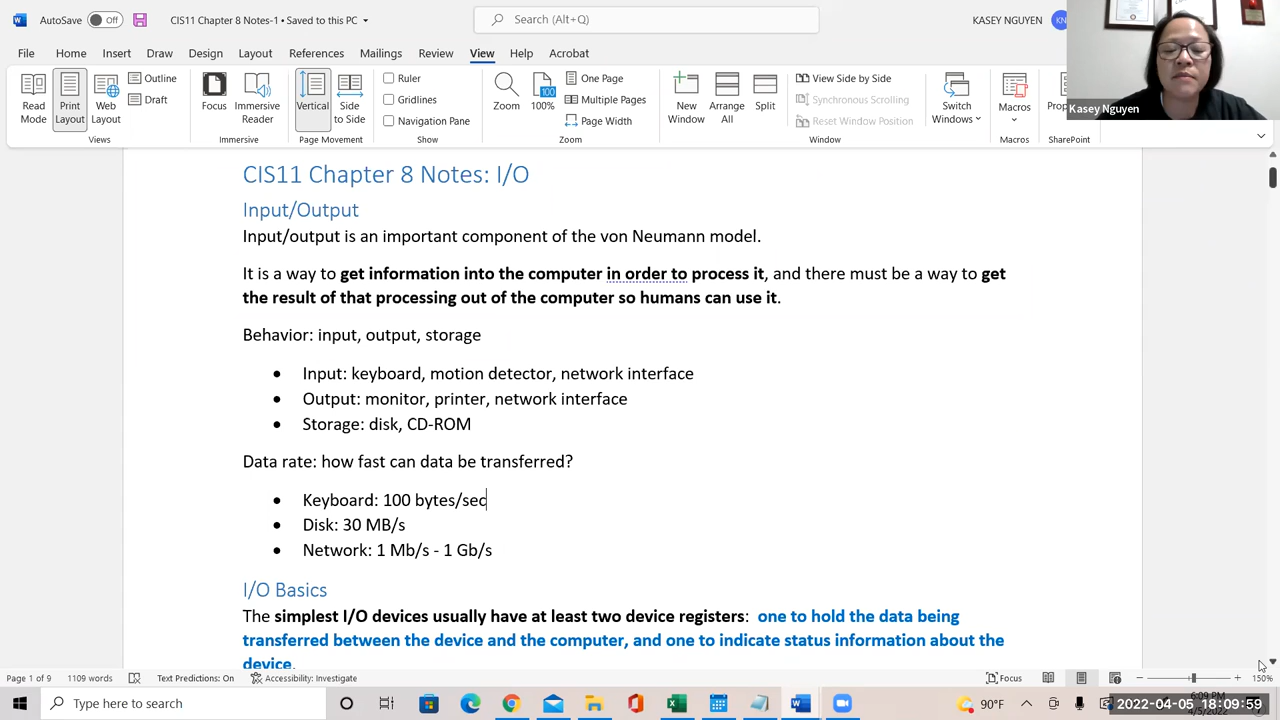 AutoSave Off CIS11 Chapter 8 Notes-1 • Saved to this PC Search (Alt+Q) KASEY NGUYEN KN
File Home Insert Draw Design Layout References Mailings Review View Help Acrobat
Read Mode Print Layout Web Layout Outline Draft Focus Immersive Reader Vertical Side to Side Ruler Gridlines Navigation Pane Zoom 100 100% One Page Multiple Pages Page Width New Window Arrange All Split View Side by Side Synchronous Scrolling Reset Window Position Switch Windows Macros
Views Immersive Page Movement Show Zoom Window Macros SharePoint
Kasey Nguyen
CIS11 Chapter 8 Notes: I/O
Input/Output
Input/output is an important component of the von Neumann model.
It is a way to get information into the computer in order to process it, and there must be a way to get
the result of that processing out of the computer so humans can use it.
Behavior: input, output, storage
• Input: keyboard, motion detector, network interface
• Output: monitor, printer, network interface
• Storage: disk, CD-ROM
Data rate: how fast can data be transferred?
• Keyboard: 100 bytes/sec
• Disk: 30 MB/s
• Network: 1 Mb/s - 1 Gb/s
I/O Basics
The simplest I/O devices usually have at least two device registers: one to hold the data being
transferred between the device and the computer, and one to indicate status information about the
device.
Page 1 of 9 1109 words Text Predictions: On Accessibility: Investigate Focus 150%
Type here to search 90°F 6:09 PM
2022-04-05 18:09:59